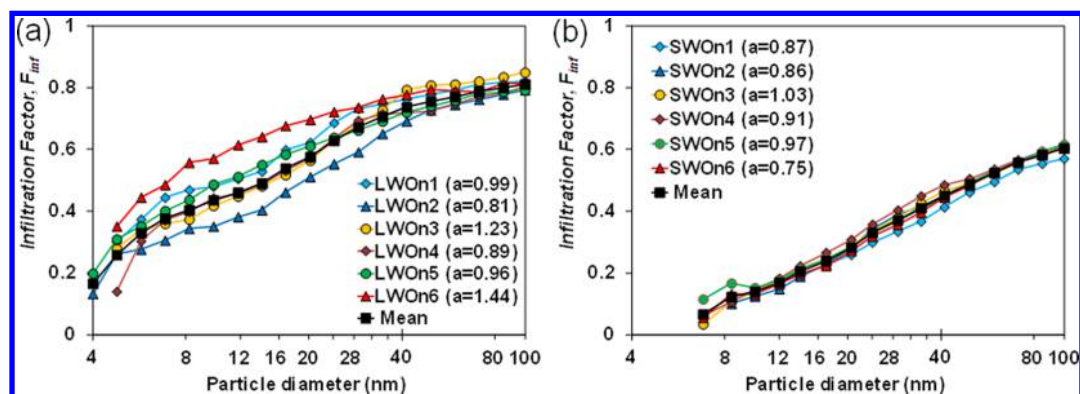 (a)
Infiltration Factor, Finf
1
0.8
0.6
0.4
0.2
0
LWOn1 (a=0.99)
LWOn2 (a=0.81)
LWOn3 (a=1.23)
LWOn4 (a=0.89)
LWOn5 (a=0.96)
LWOn6 (a=1.44)
Mean
4 8 12 16 20 28 40 80 100
Particle diameter (nm)
(b)
Infiltration Factor, Finf
1
0.8
0.6
0.4
0.2
0
SWOn1 (a=0.87)
SWOn2 (a=0.86)
SWOn3 (a=1.03)
SWOn4 (a=0.91)
SWOn5 (a=0.97)
SWOn6 (a=0.75)
Mean
4 8 12 16 20 28 40 80 100
Particle diameter (nm)